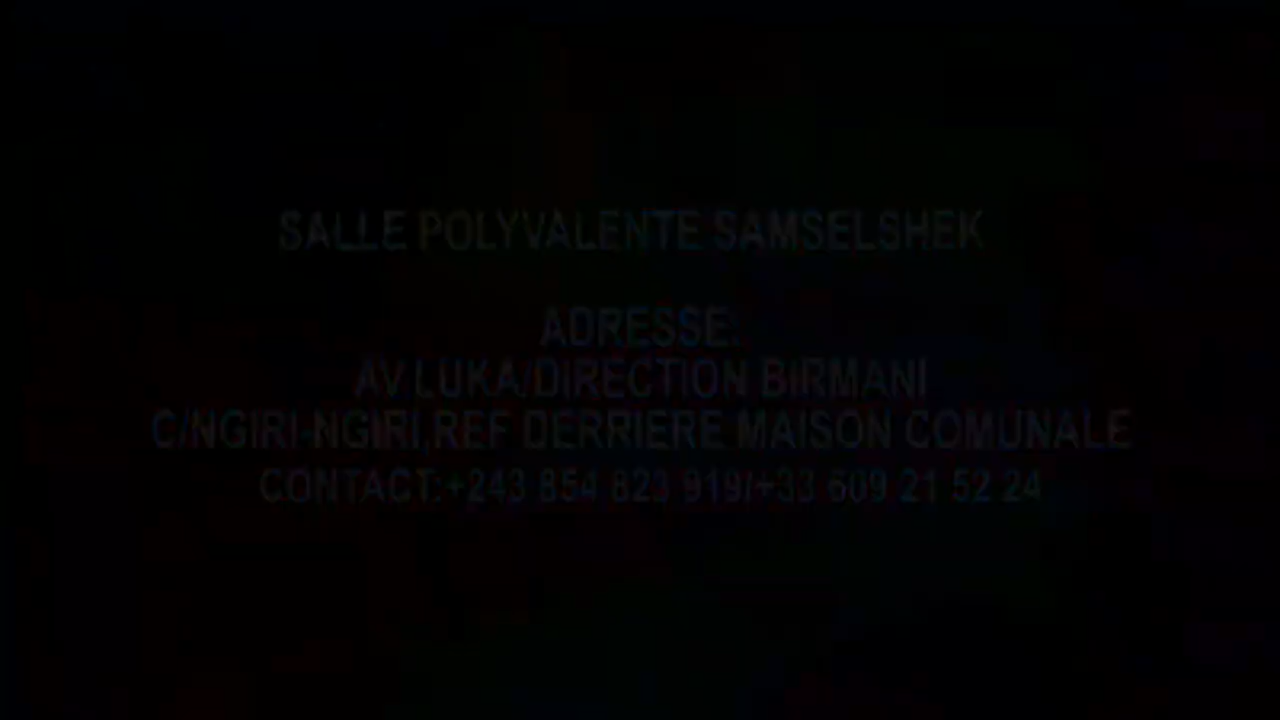 SALLE POLYVALENTE SAMSELSHEK
ADRESSE:
AV.LUKA/DIRECTION BIRMANI
C/NGIRI-NGIRI,REF DERRIERE MAISON COMUNALE
CONTACT:+243 854 823 919/+33 609 21 52 24